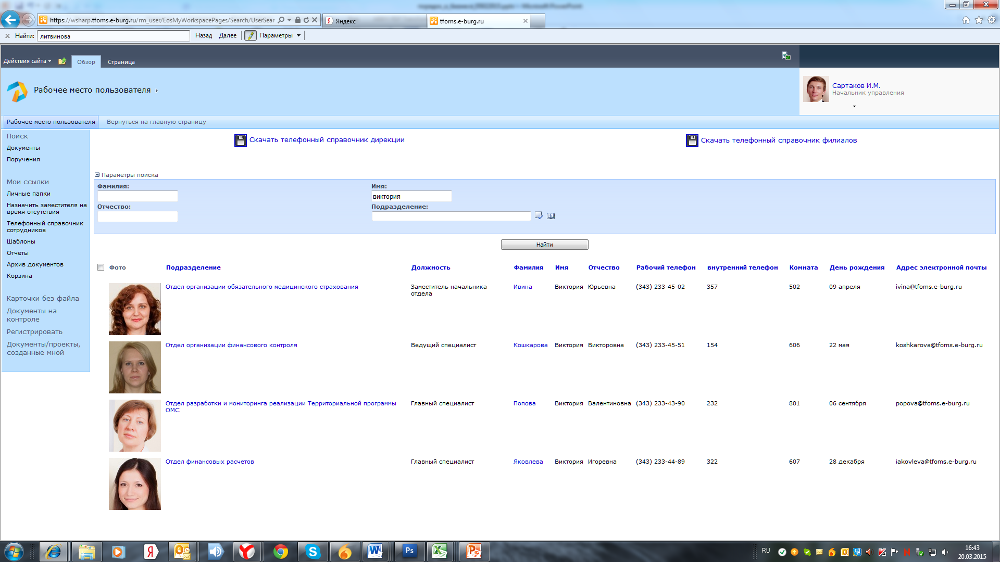 https://wsharp.tfoms.e-burg.ru/rm_user/EosMyWorkspacePages/Search/UserSear
Яндекс
tfoms.e-burg.ru
Найти: литвинова Назад Далее Параметры
Действия сайта Обзор Страница
Рабочее место пользователя
Сартаков И.М.
Начальник управления
Рабочее место пользователя Вернуться на главную страницу
Поиск
Документы
Поручения
Мои ссылки
Личные папки
Назначить заместителя на
время отсутствия
Телефонный справочник
сотрудников
Шаблоны
Отчеты
Архив документов
Корзина
Карточки без файла
Документы на
контроле
Регистрировать
Документы/проекты,
созданные мной
Скачать телефонный справочник дирекции
Скачать телефонный справочник филиалов
Параметры поиска
Фамилия: Имя:
виктория
Отчество: Подразделение:
Найти
Фото Подразделение Должность Фамилия Имя Отчество Рабочий телефон внутренний телефон Комната День рождения Адрес электронной почты
Отдел организации обязательного медицинского страхования Заместитель начальника Ивина Виктория Юрьевна (343) 233-45-02 357 502 09 апреля ivina@tfoms.e-burg.ru
отдела
Отдел организации финансового контроля Ведущий специалист Кошкарова Виктория Викторовна (343) 233-45-51 154 606 22 мая koshkarova@tfoms.e-burg.ru
Отдел разработки и мониторинга реализации Территориальной программы Главный специалист Попова Виктория Валентиновна (343) 233-43-90 232 801 06 сентября popova@tfoms.e-burg.ru
ОМС
Отдел финансовых расчетов Главный специалист Яковлева Виктория Игоревна (343) 233-44-89 322 607 28 декабря iakovleva@tfoms.e-burg.ru
RU
16:43
20.03.2015